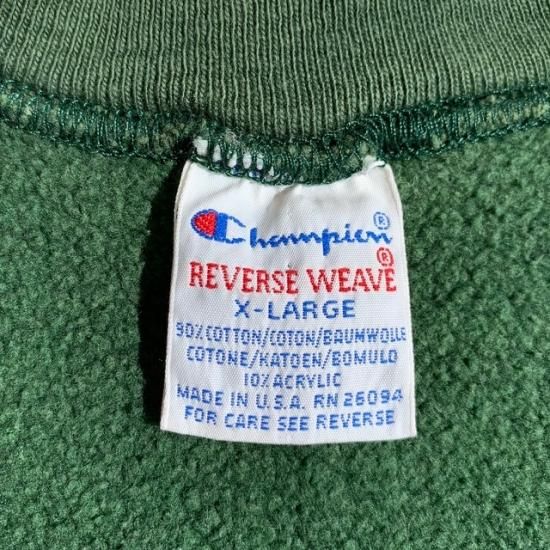 Champion®
REVERSE WEAVE®
X-LARGE
90% COTTON/COTON/BAUMWOLLE
COTONE/KATOEN/BOMULO
10% ACRYLIC
MADE IN U.S.A. RN 26094
FOR CARE SEE REVERSE